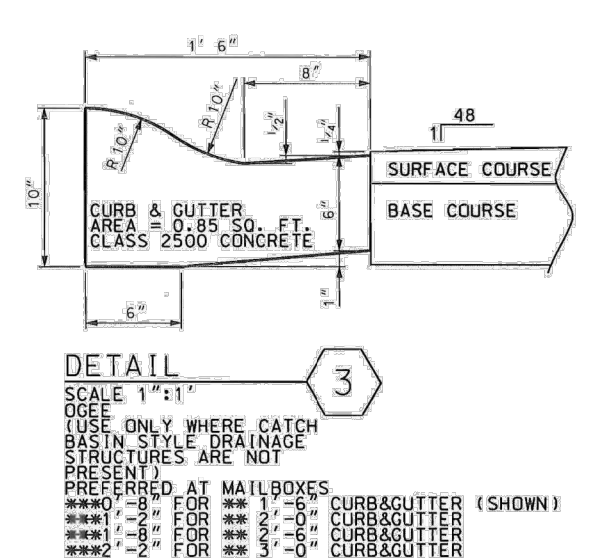 1' 6"
8"
R 10"
R 10"
1/2"
1/4"
48
1
SURFACE COURSE
BASE COURSE
10"
6"
CURB & GUTTER
AREA = 0.85 SQ. FT.
CLASS 2500 CONCRETE
1"
6"
DETAIL
3
SCALE 1":1'
OGEE
(USE ONLY WHERE CATCH
BASIN STYLE DRAINAGE
STRUCTURES ARE NOT
PRESENT)
PREFERRED AT MAILBOXES
***0'-8" FOR ** 1'-6" CURB&GUTTER (SHOWN)
***1'-2" FOR ** 2'-0" CURB&GUTTER
***1'-8" FOR ** 2'-6" CURB&GUTTER
***2'-2" FOR ** 3'-0" CURB&GUTTER